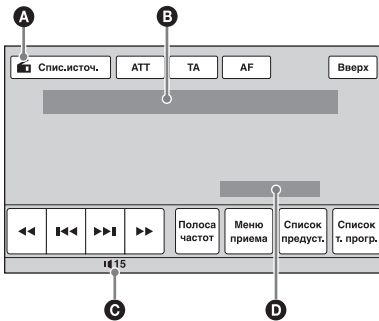 A B
Спис.источ. ATT TA AF Вверх
D
Полоса частот Меню приема Список предуст. Список т. прогр.
15
C